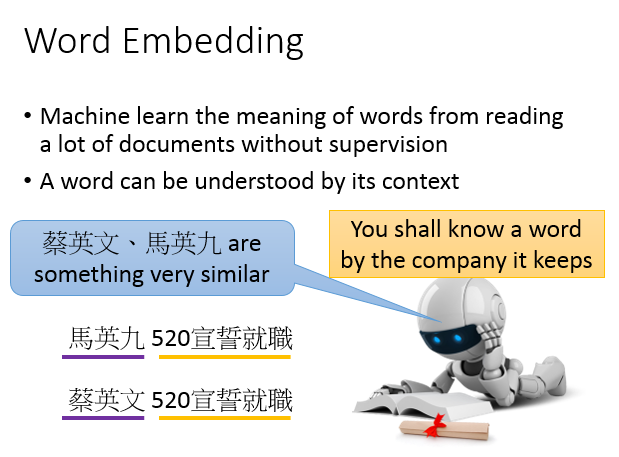 Word Embedding
• Machine learn the meaning of words from reading
a lot of documents without supervision
• A word can be understood by its context
蔡英文、馬英九 are
something very similar
You shall know a word
by the company it keeps
馬英九 520宣誓就職
蔡英文 520宣誓就職